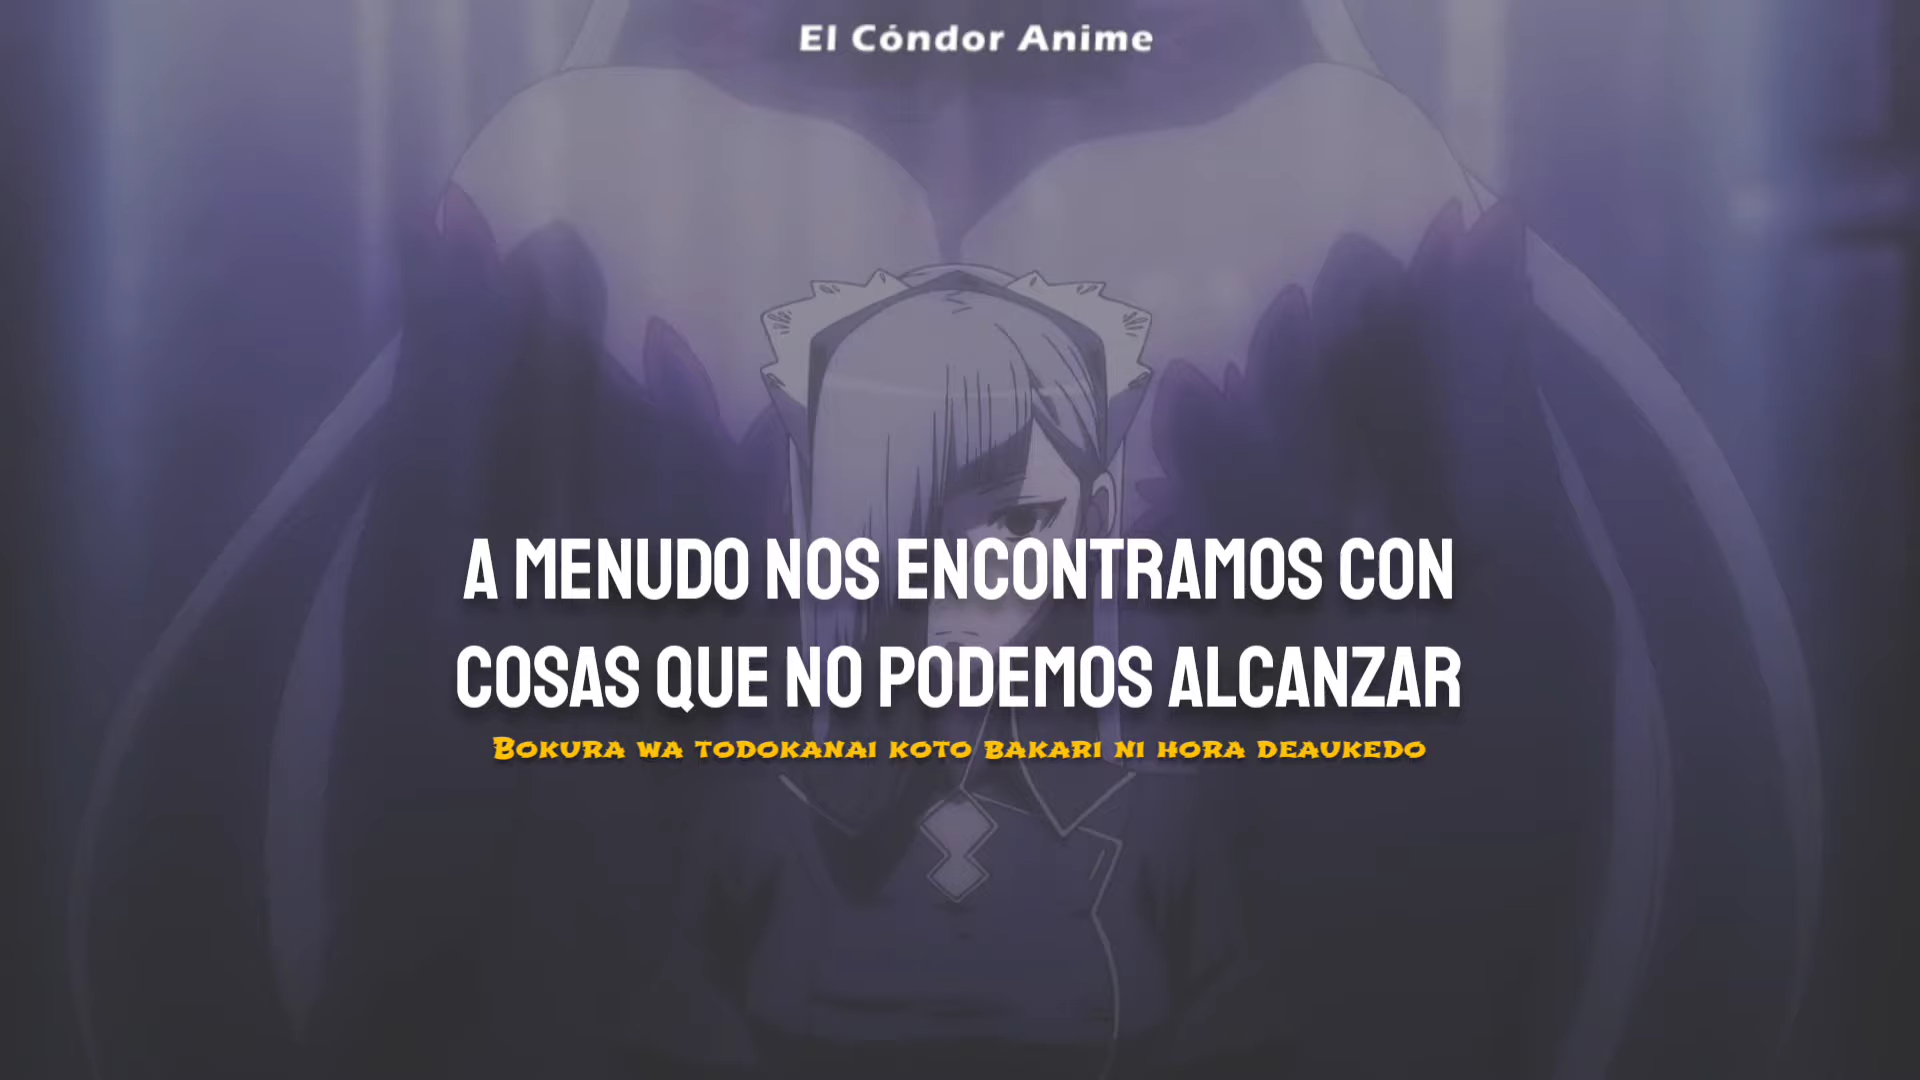 El Cóndor Anime
A MENUDO NOS ENCONTRAMOS CON
COSAS QUE NO PODEMOS ALCANZAR
Bokura wa todokanai koto bakari ni hora deaukedo